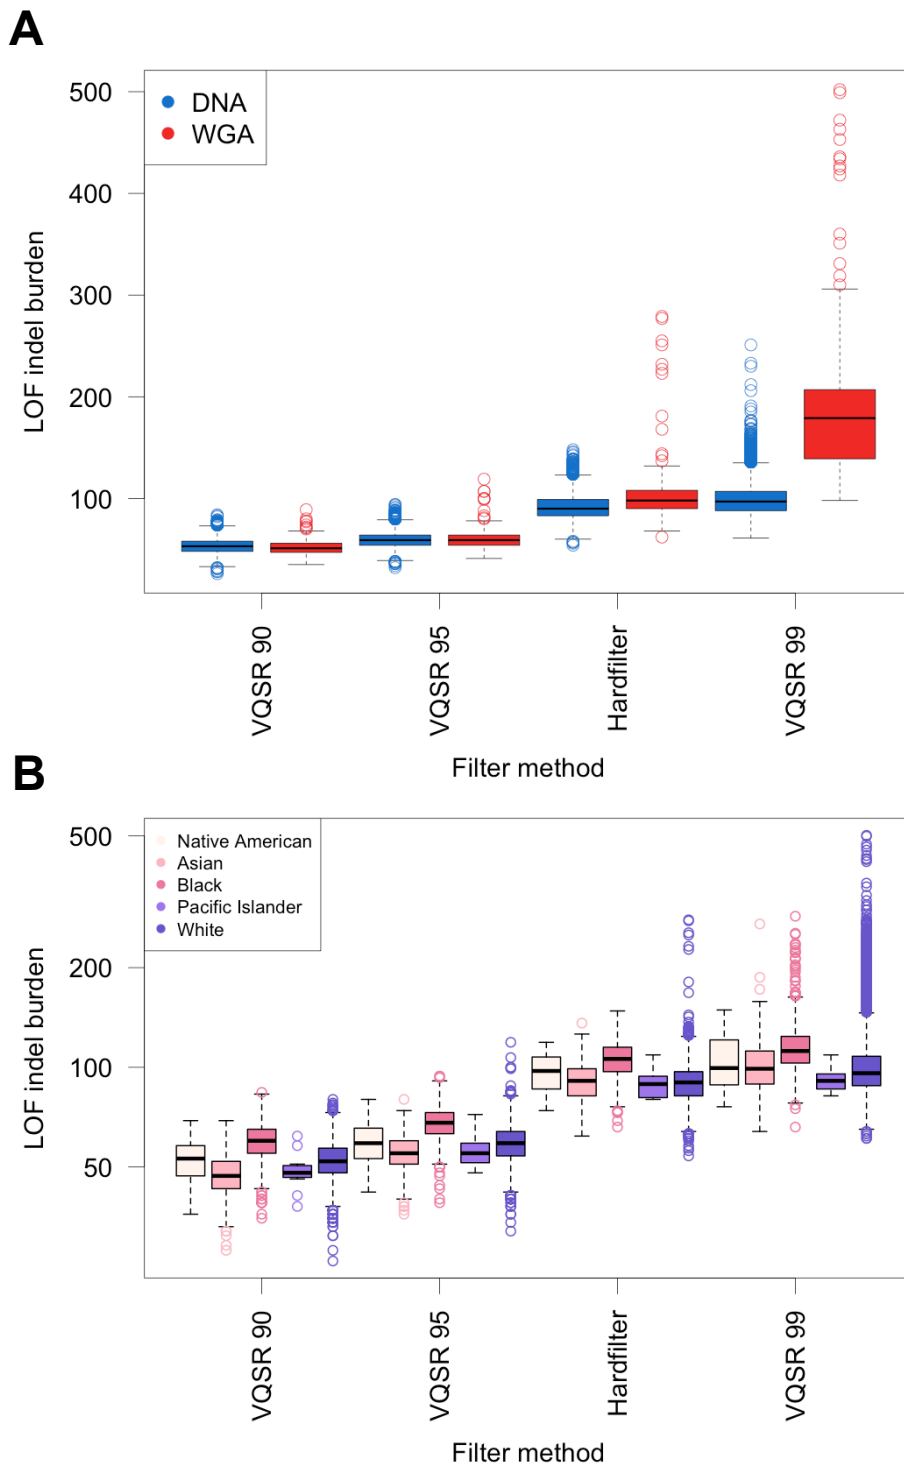 A
500
400
300
200
100
LOF indel burden
DNA
WGA
VQSR 90
VQSR 95
Hardfilter
VQSR 99
Filter method
B
500
200
100
50
LOF indel burden
Native American
Asian
Black
Pacific Islander
White
VQSR 90
VQSR 95
Hardfilter
VQSR 99
Filter method